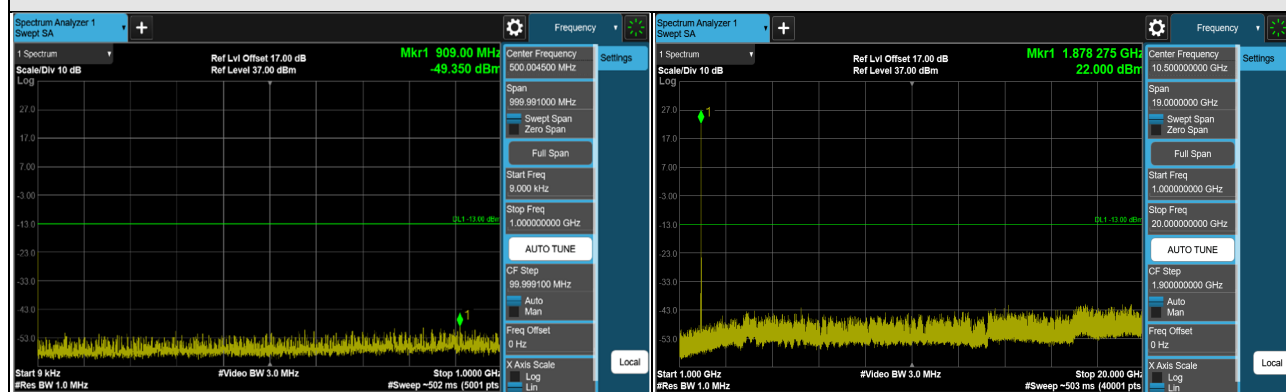 Spectrum Analyzer 1
Swept SA
+
Frequency
1 Spectrum
Scale/Div 10 dB
Log
Ref Lvl Offset 17.00 dB
Ref Level 37.00 dBm
Mkr1 909.00 MHz
-49.350 dBm
27.0
17.0
7.00
-3.00
-13.0
-23.0
-33.0
-43.0
-53.0
DL1 -13.00 dBm
1
Start 9 kHz
#Res BW 1.0 MHz
#Video BW 3.0 MHz
Stop 1.0000 GHz
#Sweep ~502 ms (5001 pts
Center Frequency
500.004500 MHz
Span
999.991000 MHz
Swept Span
Zero Span
Full Span
Start Freq
9.000 kHz
Stop Freq
1.000000000 GHz
AUTO TUNE
CF Step
99.999100 MHz
Auto
Man
Freq Offset
0 Hz
X Axis Scale
Log
Lin
Settings
Local
Spectrum Analyzer 1
Swept SA
+
Frequency
1 Spectrum
Scale/Div 10 dB
Log
Ref Lvl Offset 17.00 dB
Ref Level 37.00 dBm
Mkr1 1.878 275 GHz
22.000 dBm
27.0
17.0
7.00
-3.00
-13.0
-23.0
-33.0
-43.0
-53.0
DL1 -13.00 dBm
1
Start 1.000 GHz
#Res BW 1.0 MHz
#Video BW 3.0 MHz
Stop 20.000 GHz
#Sweep ~503 ms (40001 pts
Center Frequency
10.500000000 GHz
Span
19.0000000 GHz
Swept Span
Zero Span
Full Span
Start Freq
1.000000000 GHz
Stop Freq
20.000000000 GHz
AUTO TUNE
CF Step
1.900000000 GHz
Auto
Man
Freq Offset
0 Hz
X Axis Scale
Log
Lin
Settings
Local